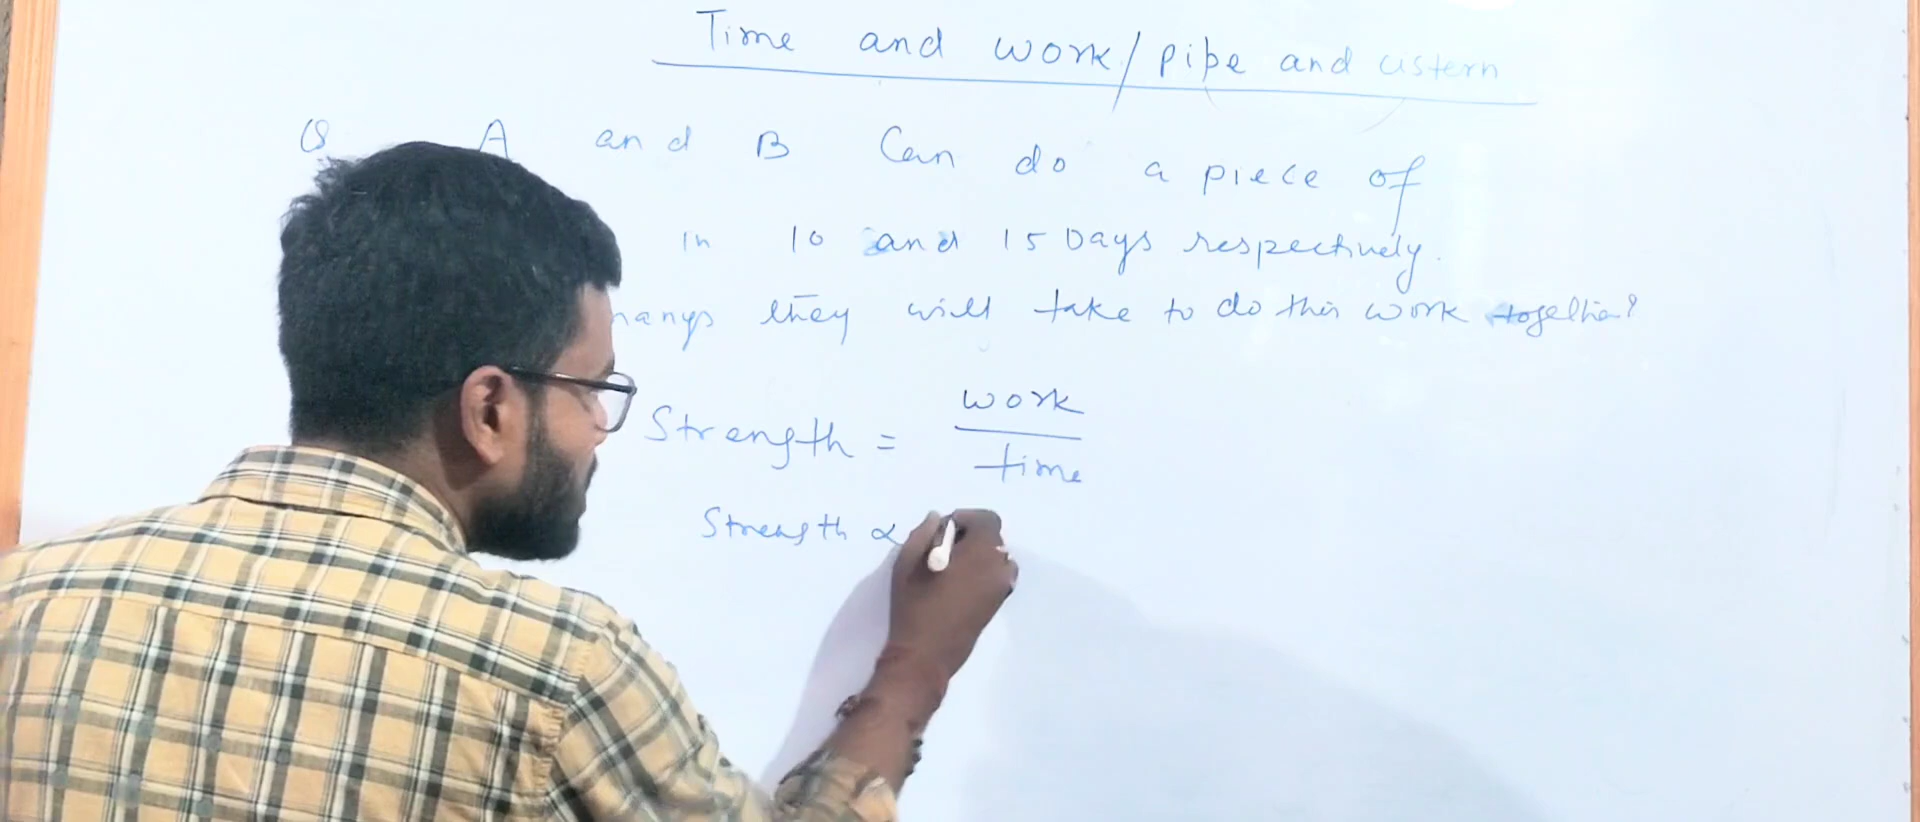 Time and work/pipe and cistern
Q A and B Can do a piece of
in 10 and 15 Days respectively.
they will take to do this work together?
Strength = work/time
Strength ∝